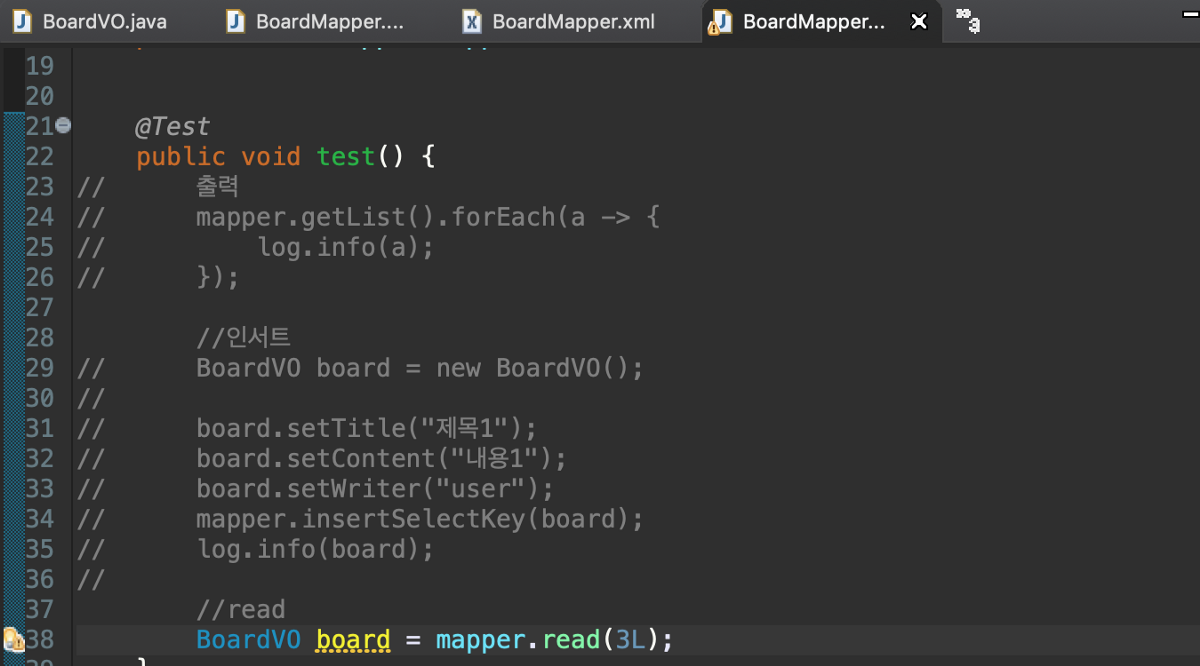 BoardVO.java BoardMapper.... BoardMapper.xml BoardMapper... 3
19
20
21 @Test
22 public void test() {
23 // 출력
24 // mapper.getList().forEach(a -> {
25 // log.info(a);
26 // });
27
28 //인서트
29 // BoardVO board = new BoardVO();
30 //
31 // board.setTitle("제목1");
32 // board.setContent("내용1");
33 // board.setWriter("user");
34 // mapper.insertSelectKey(board);
35 // log.info(board);
36 //
37 //read
38 BoardVO board = mapper.read(3L);